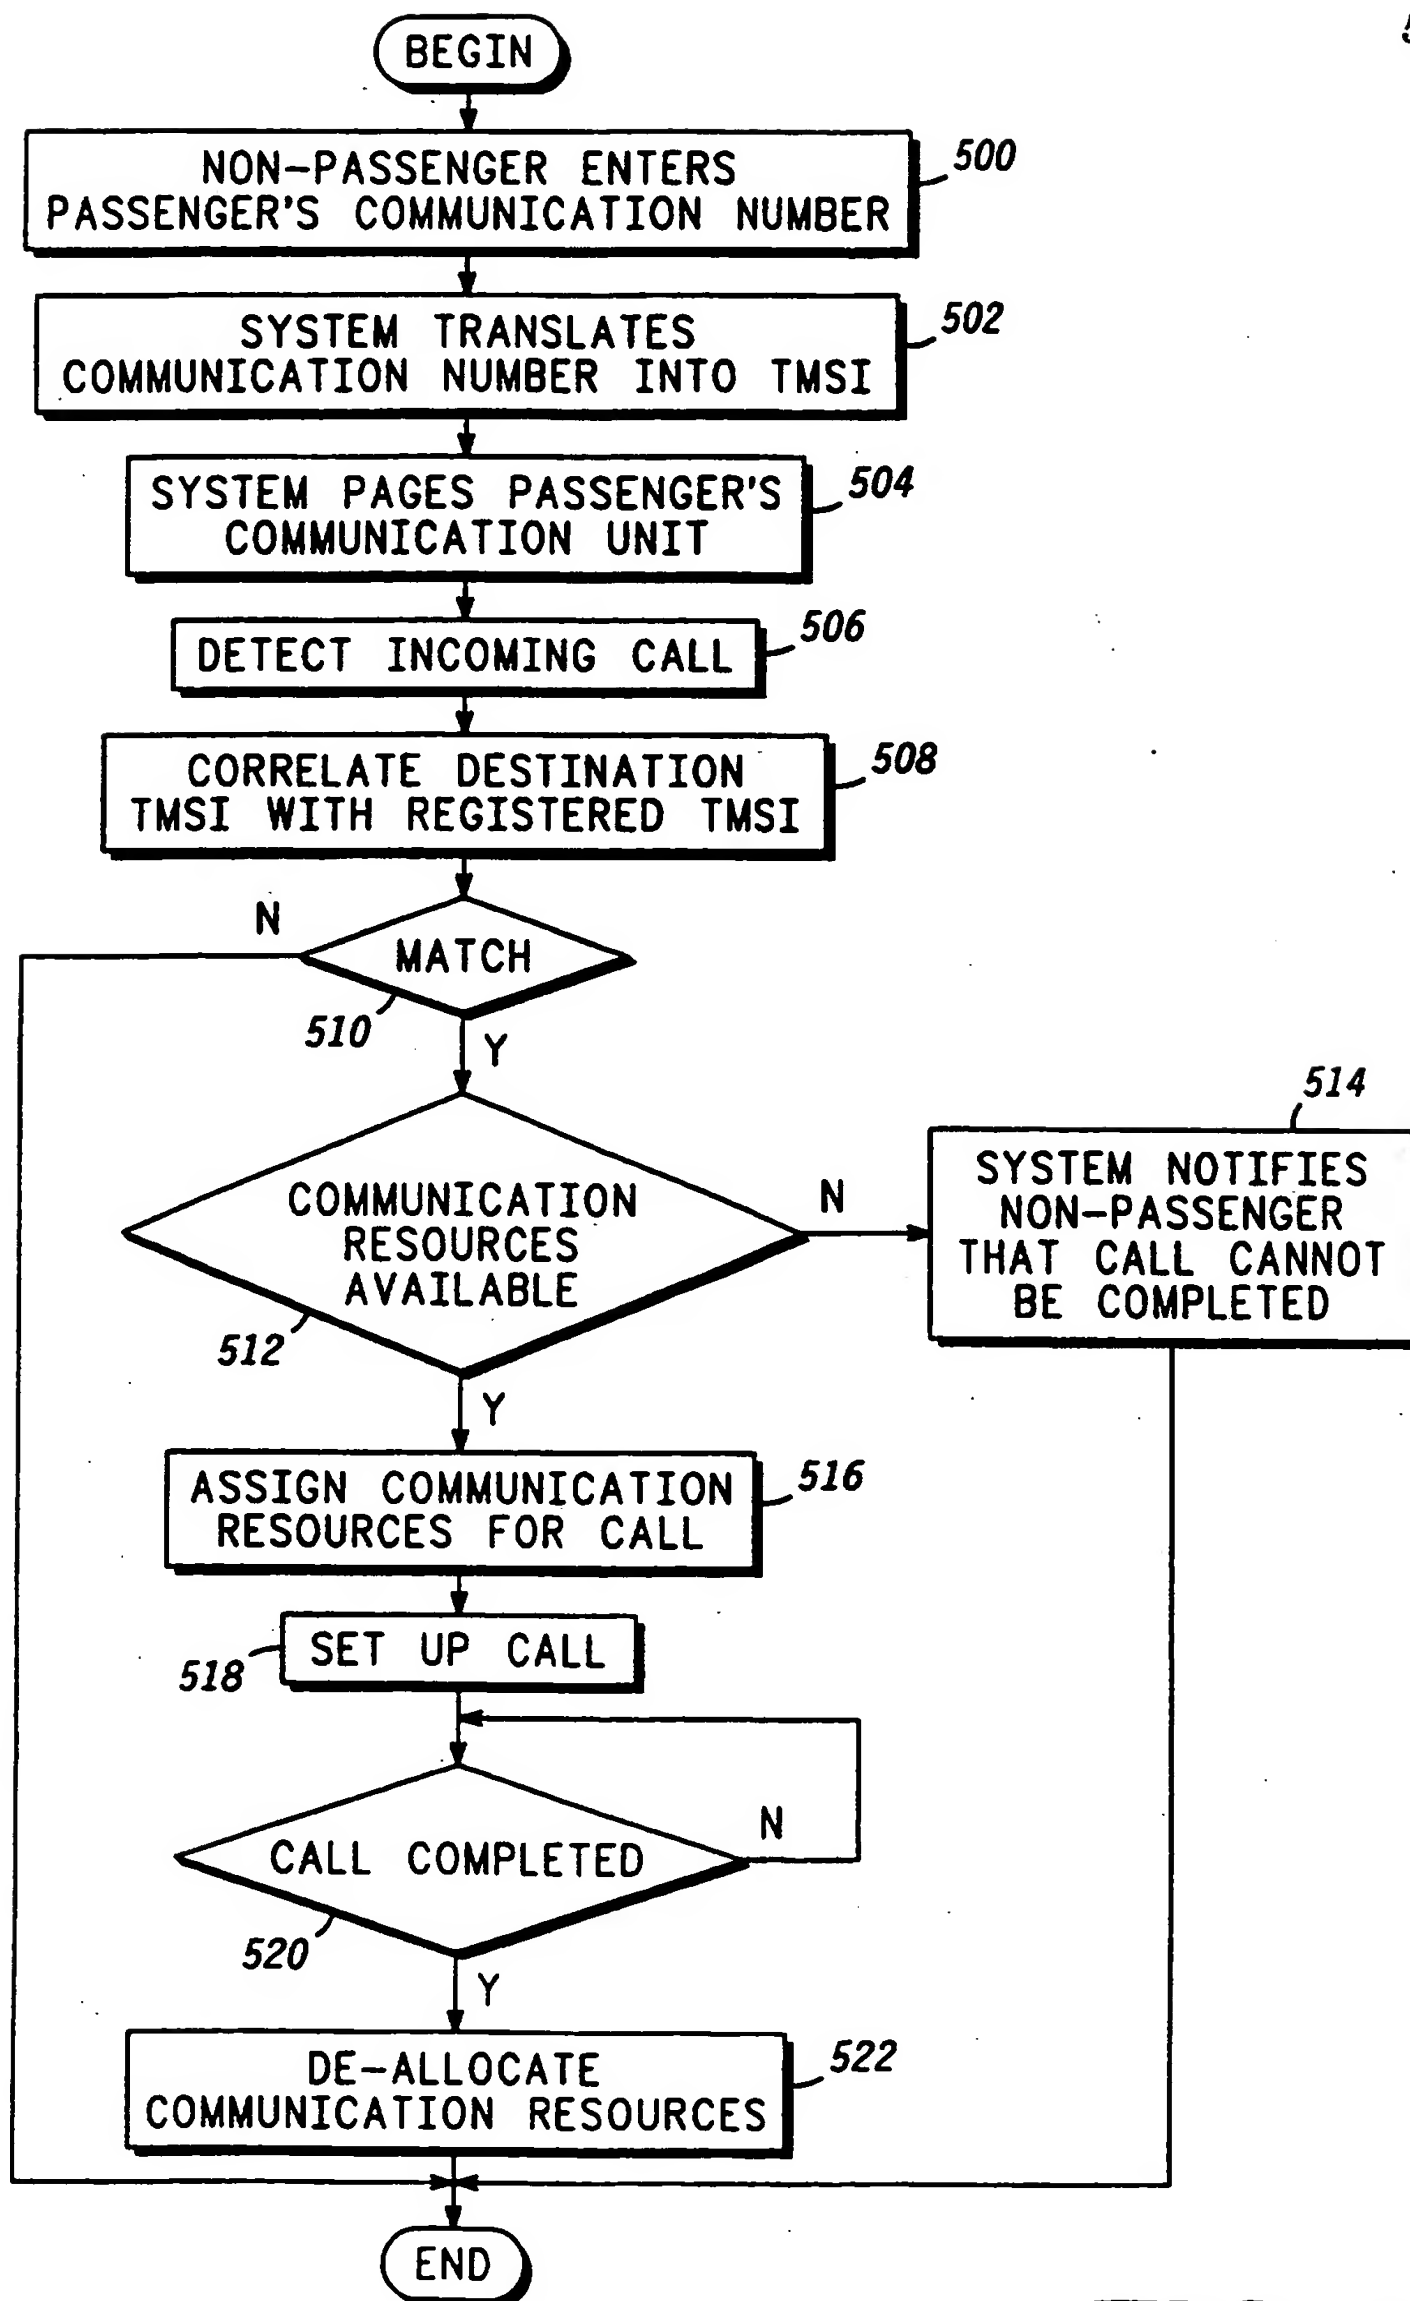 BEGIN
NON-PASSENGER ENTERS
PASSENGER'S COMMUNICATION NUMBER
500
SYSTEM TRANSLATES
COMMUNICATION NUMBER INTO TMSI
502
SYSTEM PAGES PASSENGER'S
COMMUNICATION UNIT
504
DETECT INCOMING CALL
506
CORRELATE DESTINATION
TMSI WITH REGISTERED TMSI
508
N
MATCH
510
Y
COMMUNICATION
RESOURCES
AVAILABLE
512
N
514
SYSTEM NOTIFIES
NON-PASSENGER
THAT CALL CANNOT
BE COMPLETED
Y
ASSIGN COMMUNICATION
RESOURCES FOR CALL
516
SET UP CALL
518
CALL COMPLETED
N
520
Y
DE-ALLOCATE
COMMUNICATION RESOURCES
522
END